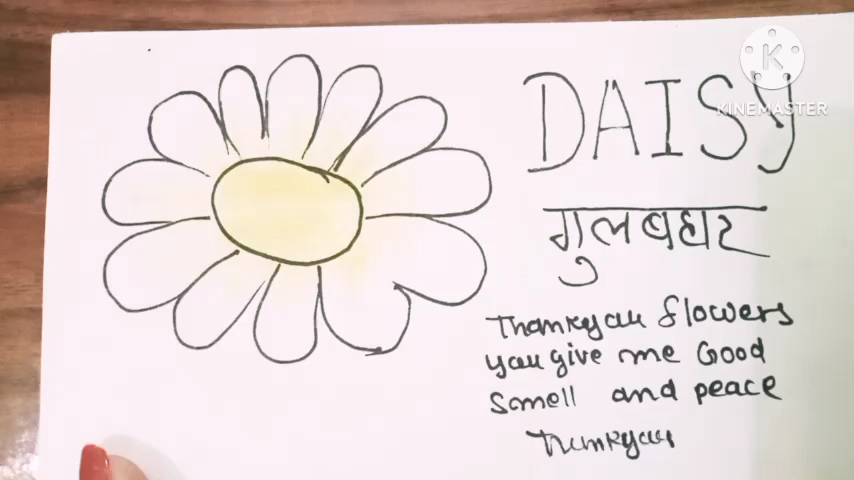 K
KINEMASTER
DAISY
गुलबहार
Thankyou flowers
you give me Good
smell and peace
Thankyou